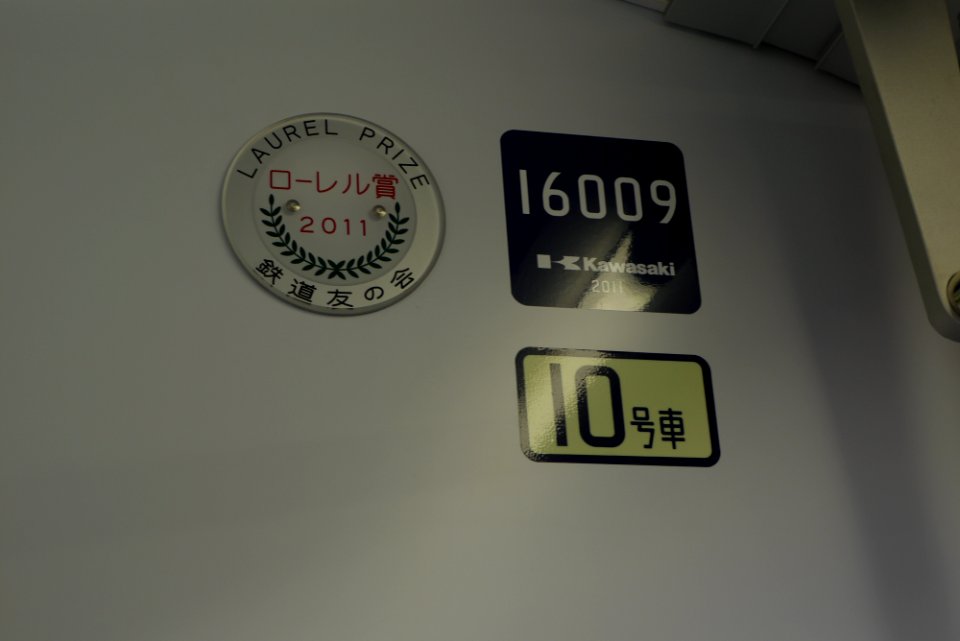 LAUREL PRIZE
ローレル賞
2011
鉄道友の会
16009
Kawasaki
2011
10号車